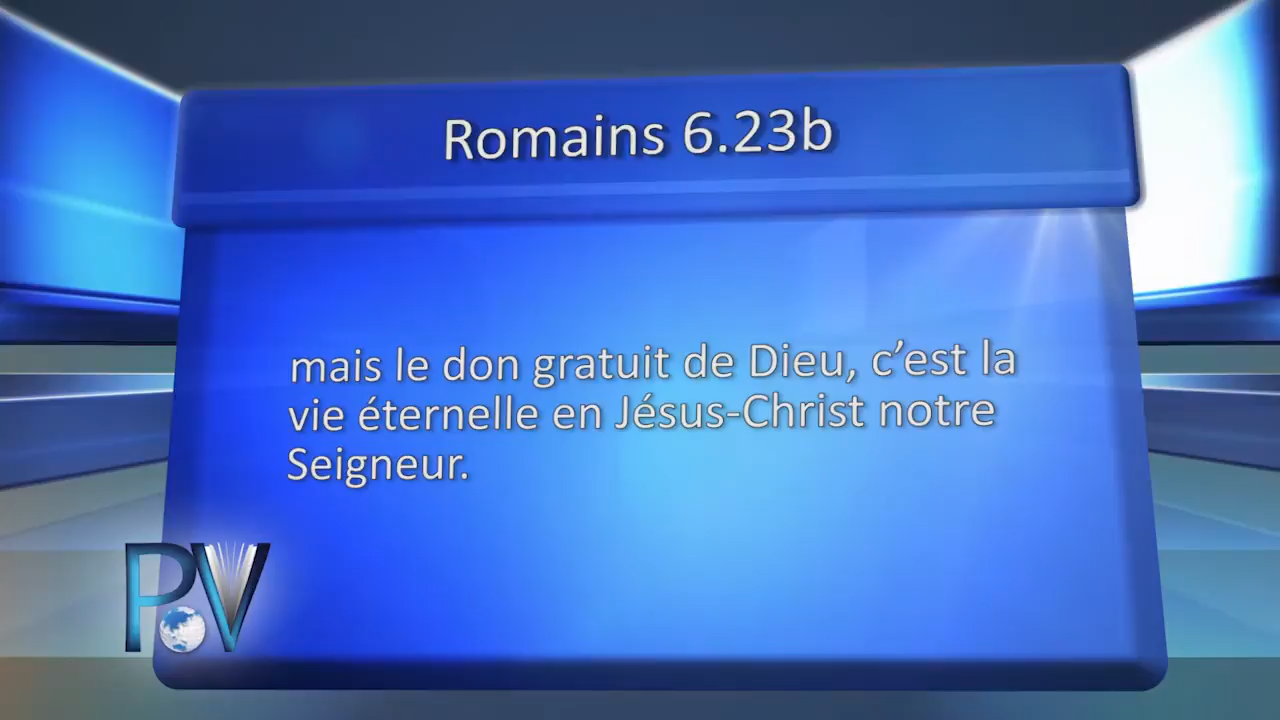 Romains 6.23b
mais le don gratuit de Dieu, c’est la
vie éternelle en Jésus-Christ notre
Seigneur.
PV